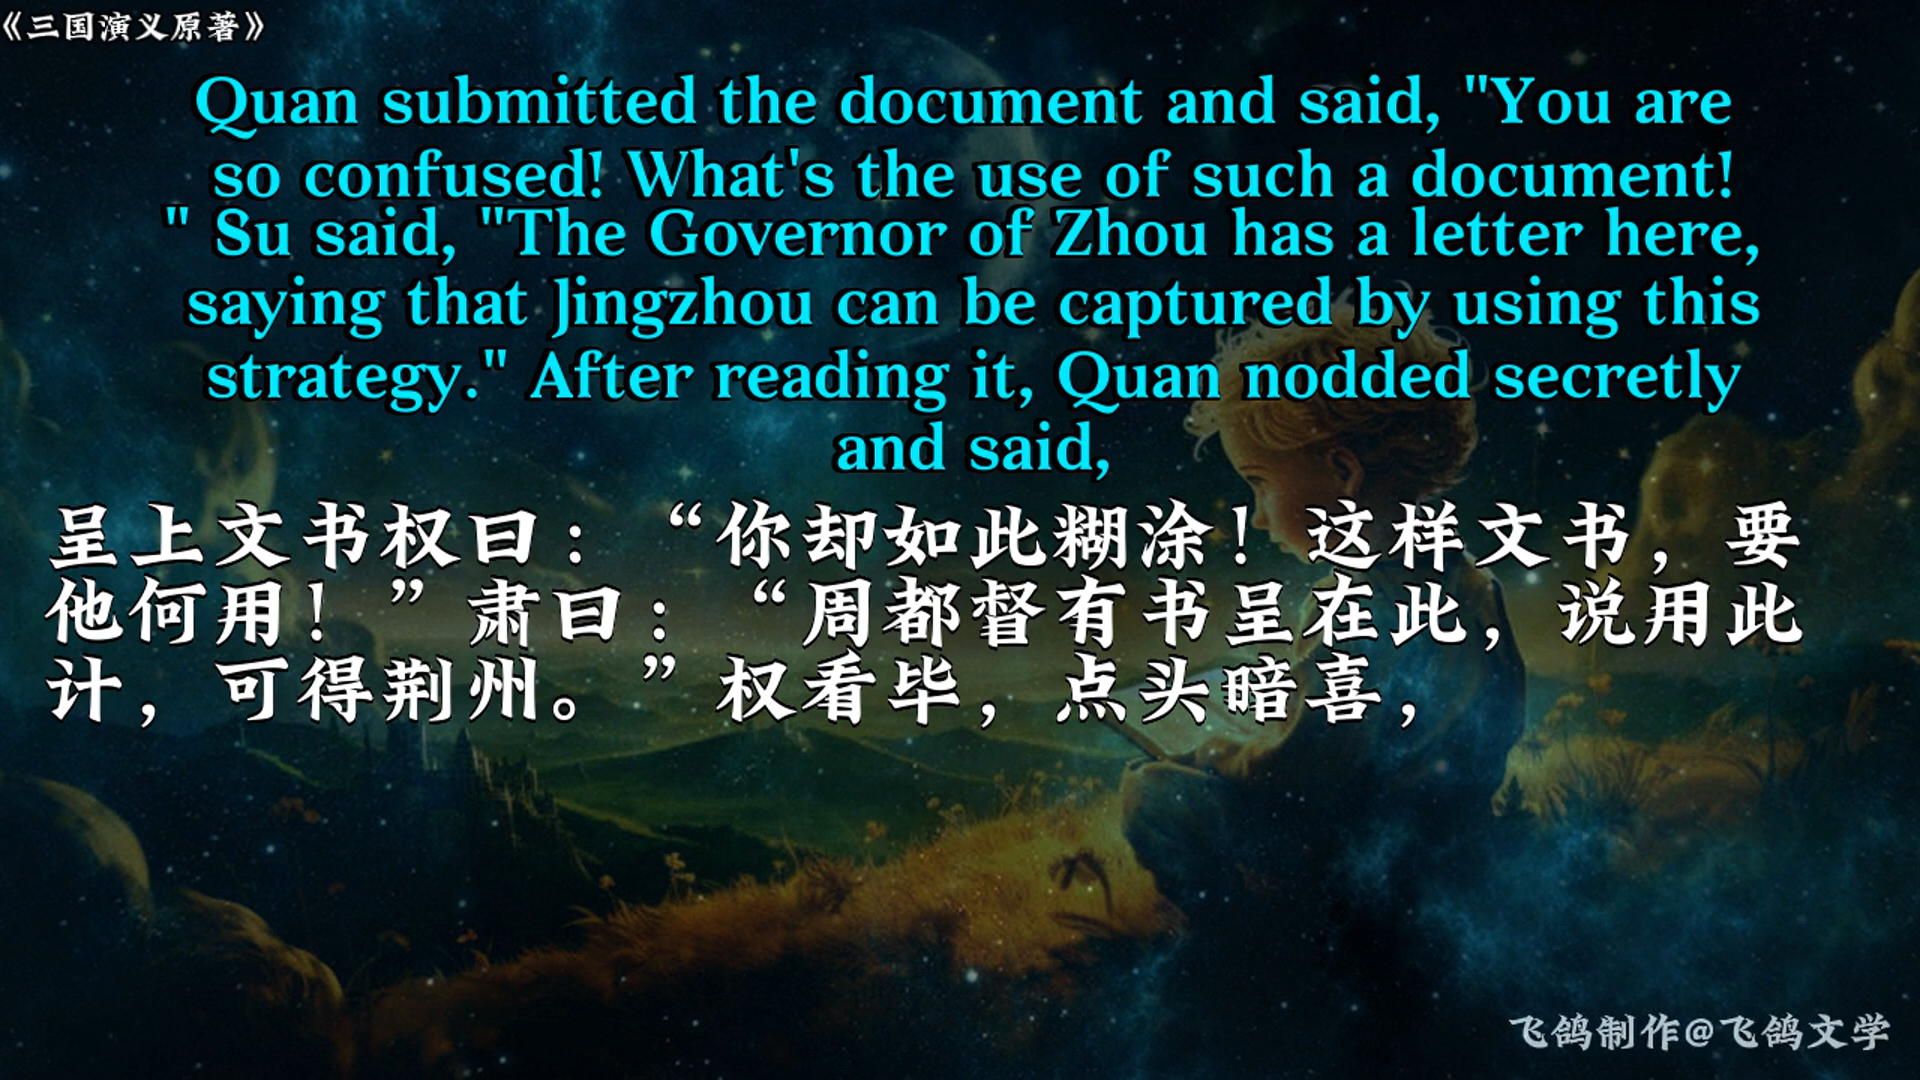 《三国演义原著》
Quan submitted the document and said, "You are
so confused! What's the use of such a document!
" Su said, "The Governor of Zhou has a letter here,
saying that Jingzhou can be captured by using this
strategy." After reading it, Quan nodded secretly
and said,
呈上文书权曰：“你却如此糊涂！这样文书，要
他何用！”肃曰：“周都督有书呈在此，说用此
计，可得荆州。”权看毕，点头暗喜，
飞鸽制作@飞鸽文学